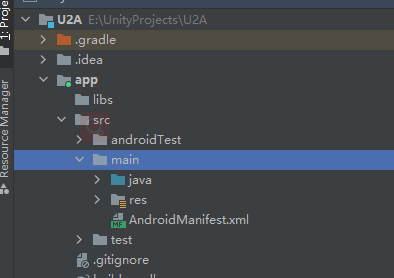 1: Proje
U2A E:\UnityProjects\U2A
.gradle
.idea
app
libs
src
androidTest
main
java
res
AndroidManifest.xml
test
.gitignore
Resource Manager